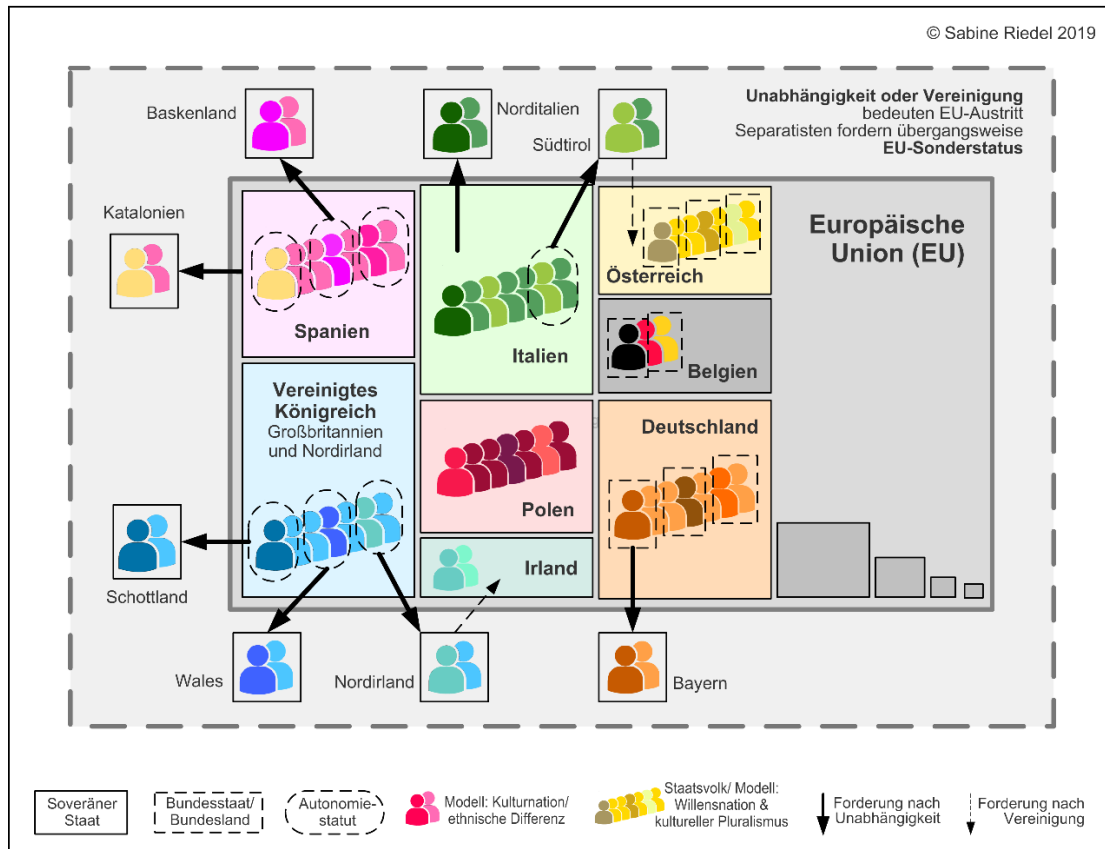 © Sabine Riedel 2019
Baskenland
Norditalien
Südtirol
Unabhängigkeit oder Vereinigung
bedeuten EU-Austritt
Separatisten fordern übergangsweise
EU-Sonderstatus
Katalonien
Spanien
Italien
Österreich
Europäische
Union (EU)
Belgien
Vereinigtes
Königreich
Großbritannien
und Nordirland
Polen
Deutschland
Irland
Schottland
Wales
Nordirland
Bayern
Soveräner
Staat
Bundesstaat/
Bundesland
Autonomie-
statut
Modell: Kulturnation/
ethnische Differenz
Staatsvolk/ Modell:
Willensnation &
kultureller Pluralismus
Forderung nach
Unabhängigkeit
Forderung nach
Vereinigung